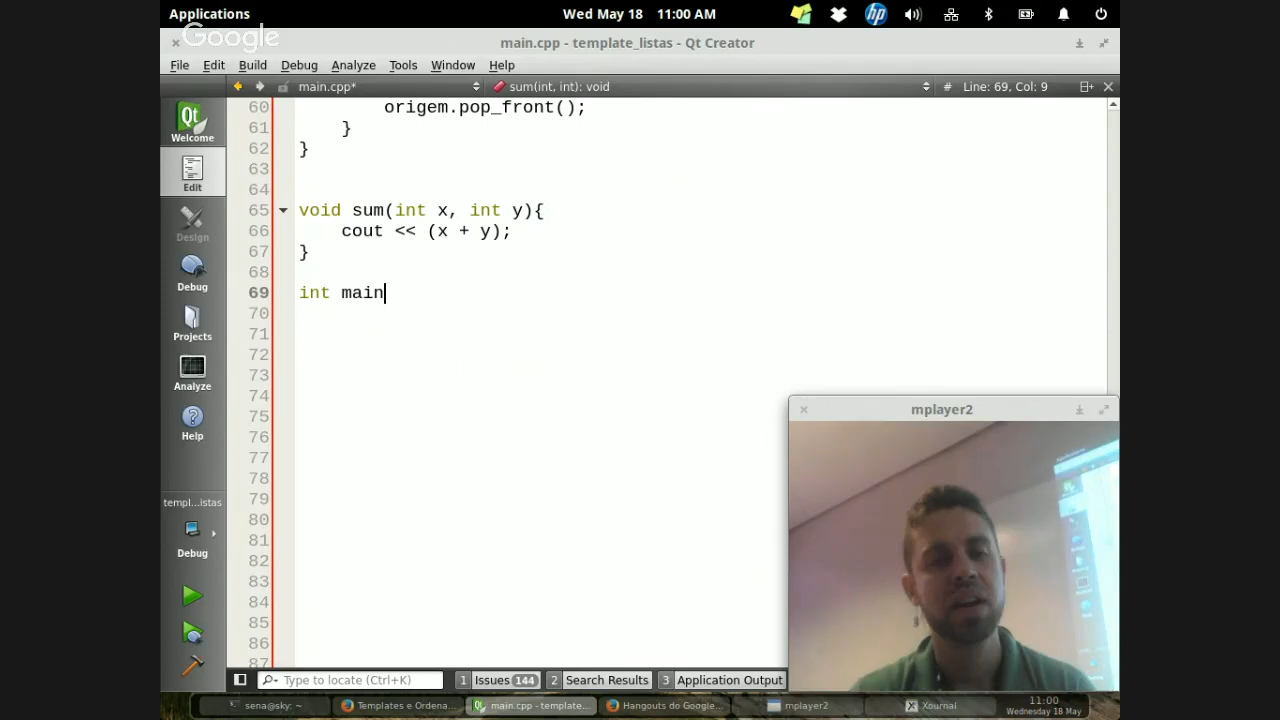 Applications
Wed May 18 11:00 AM
hp
Google
main.cpp - template_listas - Qt Creator
File Edit Build Debug Analyze Tools Window Help
main.cpp*
sum(int, int): void
# Line: 69, Col: 9
Qt
Welcome
Edit
Design
Debug
Projects
Analyze
Help
templ...istas
Debug
60 origem.pop_front();
61 }
62 }
63
64
65 void sum(int x, int y){
66 cout << (x + y);
67 }
68
69 int main
70
71
72
73
74
75
76
77
78
79
80
81
82
83
84
85
86
87
mplayer2
Type to locate (Ctrl+K)
1 Issues 144
2 Search Results
3 Application Output
sena@sky: ~
Templates e Ordena...
main.cpp - template...
Hangouts do Google...
mplayer2
Xournal
11:00
Wednesday 18 May